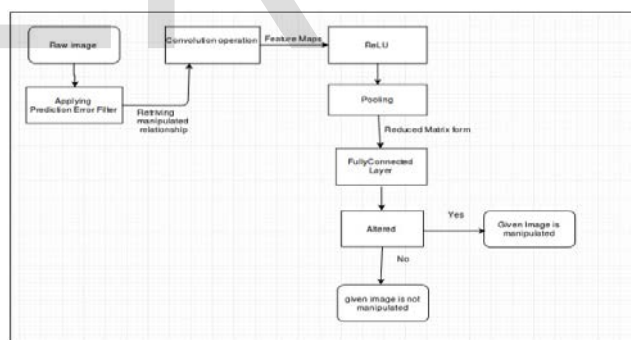 Raw image
Convolution operation
Feature Maps
ReLU
Applying
Prediction Error Filter
Retriving
manipulated
relationship
Pooling
Reduced Matrix form
FullyConnected
Layer
Altered
Yes
Given Image is
manipulated
No
given image is not
manipulated